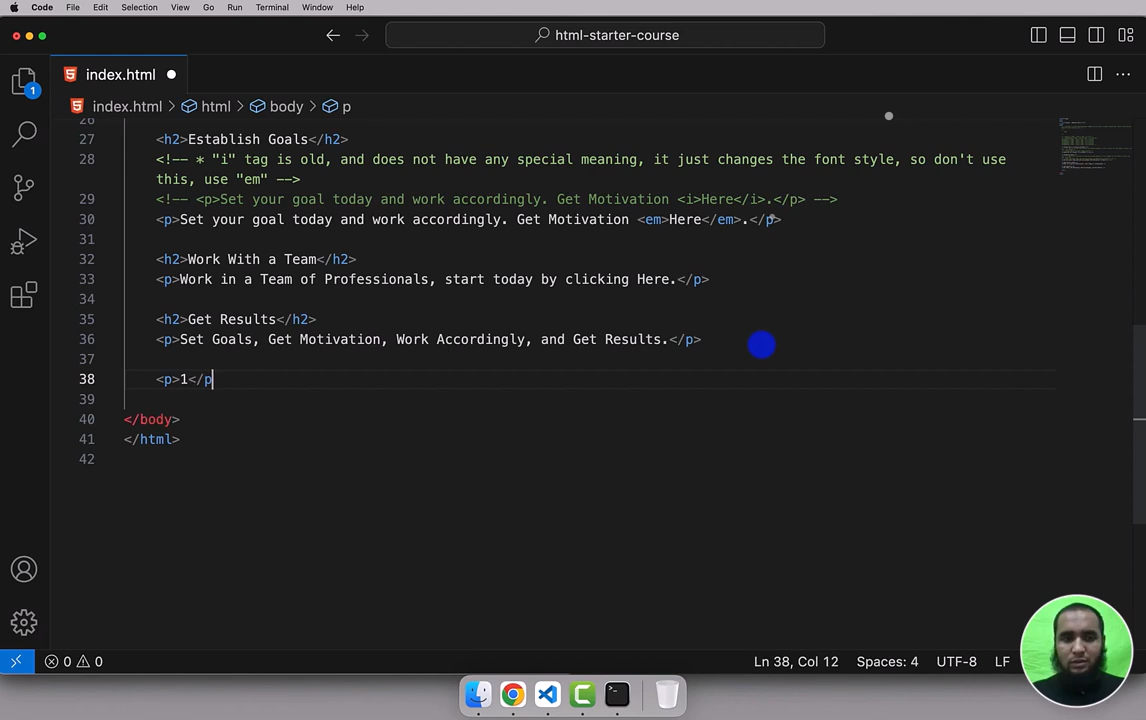 Code File Edit Selection View Go Run Terminal Window Help
html-starter-course
index.html
index.html > html > body > p
1
26
27 <h2>Establish Goals</h2>
28 <!-- * "i" tag is old, and does not have any special meaning, it just changes the font style, so don't use
this, use "em" -->
29 <!-- <p>Set your goal today and work accordingly. Get Motivation <i>Here</i>.</p> -->
30 <p>Set your goal today and work accordingly. Get Motivation <em>Here</em>.</p>
31
32 <h2>Work With a Team</h2>
33 <p>Work in a Team of Professionals, start today by clicking Here.</p>
34
35 <h2>Get Results</h2>
36 <p>Set Goals, Get Motivation, Work Accordingly, and Get Results.</p>
37
38 <p>1</p
39
40 </body>
41 </html>
42
0 0 Ln 38, Col 12 Spaces: 4 UTF-8 LF